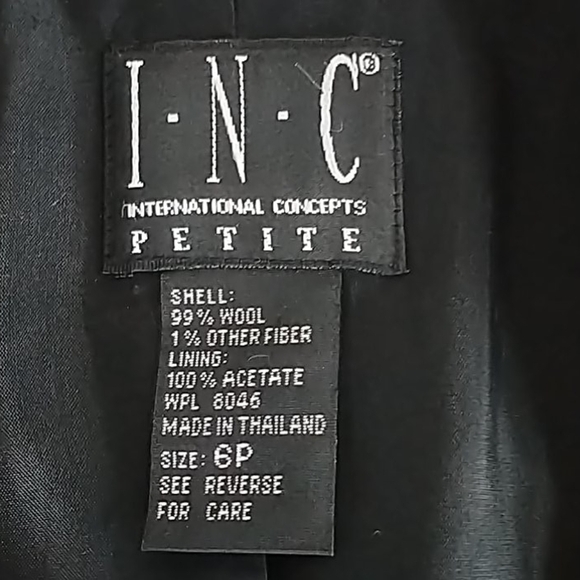 I·N·C®
INTERNATIONAL CONCEPTS
PETITE
SHELL:
99% WOOL
1% OTHER FIBER
LINING:
100% ACETATE
WPL 8046
MADE IN THAILAND
SIZE: 6P
SEE REVERSE
FOR CARE